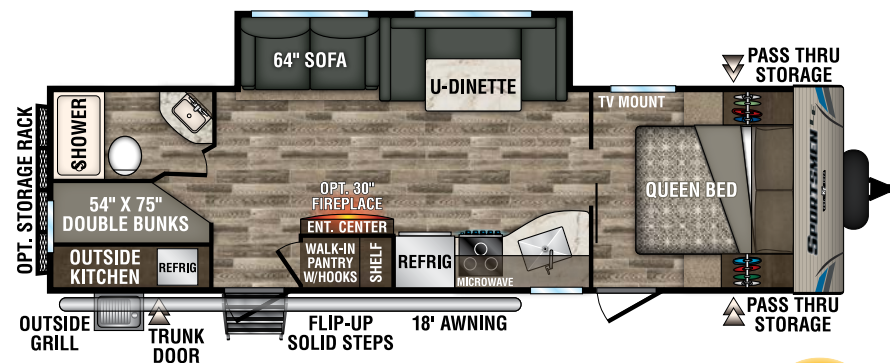 64" SOFA
U-DINETTE
PASS THRU
STORAGE
TV MOUNT
OPT. STORAGE RACK
SHOWER
QUEEN BED
54" X 75"
DOUBLE BUNKS
OPT. 30"
FIREPLACE
ENT. CENTER
WALK-IN
PANTRY
W/HOOKS
SHELF
REFRIG
MICROWAVE
OUTSIDE
KITCHEN
REFRIG
SPORTSMEN
OUTSIDE
GRILL
TRUNK
DOOR
FLIP-UP
SOLID STEPS
18' AWNING
PASS THRU
STORAGE